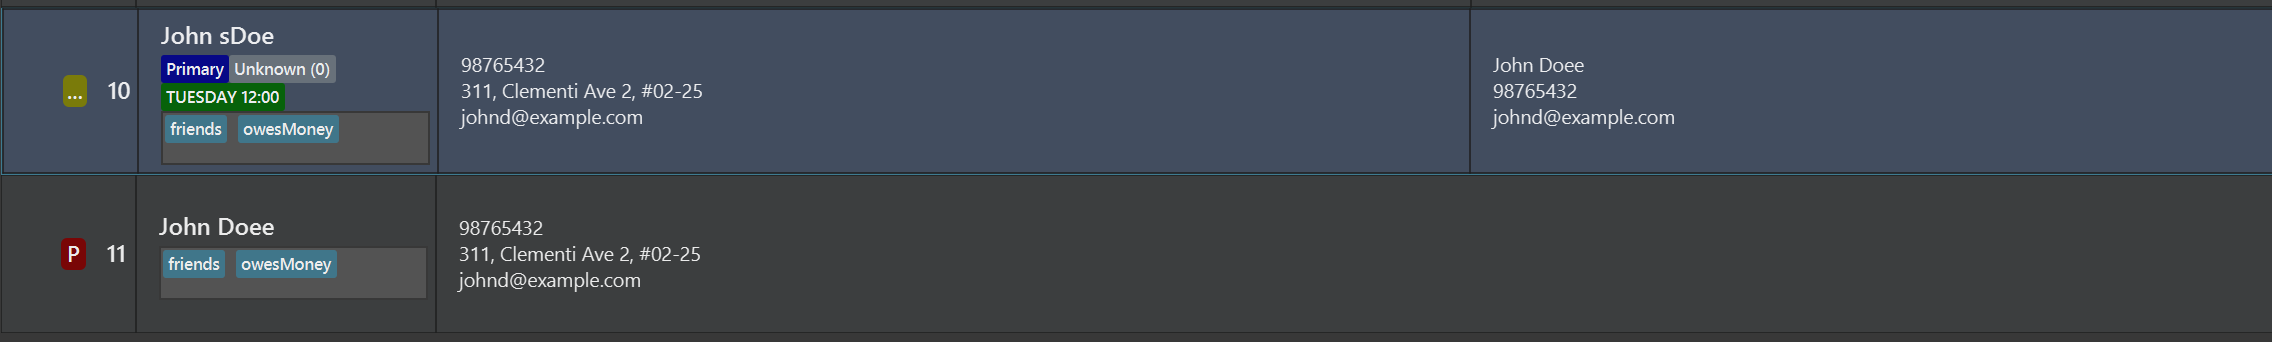 ... 10
John sDoe
Primary Unknown (0)
TUESDAY 12:00
friends owesMoney
98765432
311, Clementi Ave 2, #02-25
johnd@example.com
John Doee
98765432
johnd@example.com
P 11
John Doee
friends owesMoney
98765432
311, Clementi Ave 2, #02-25
johnd@example.com